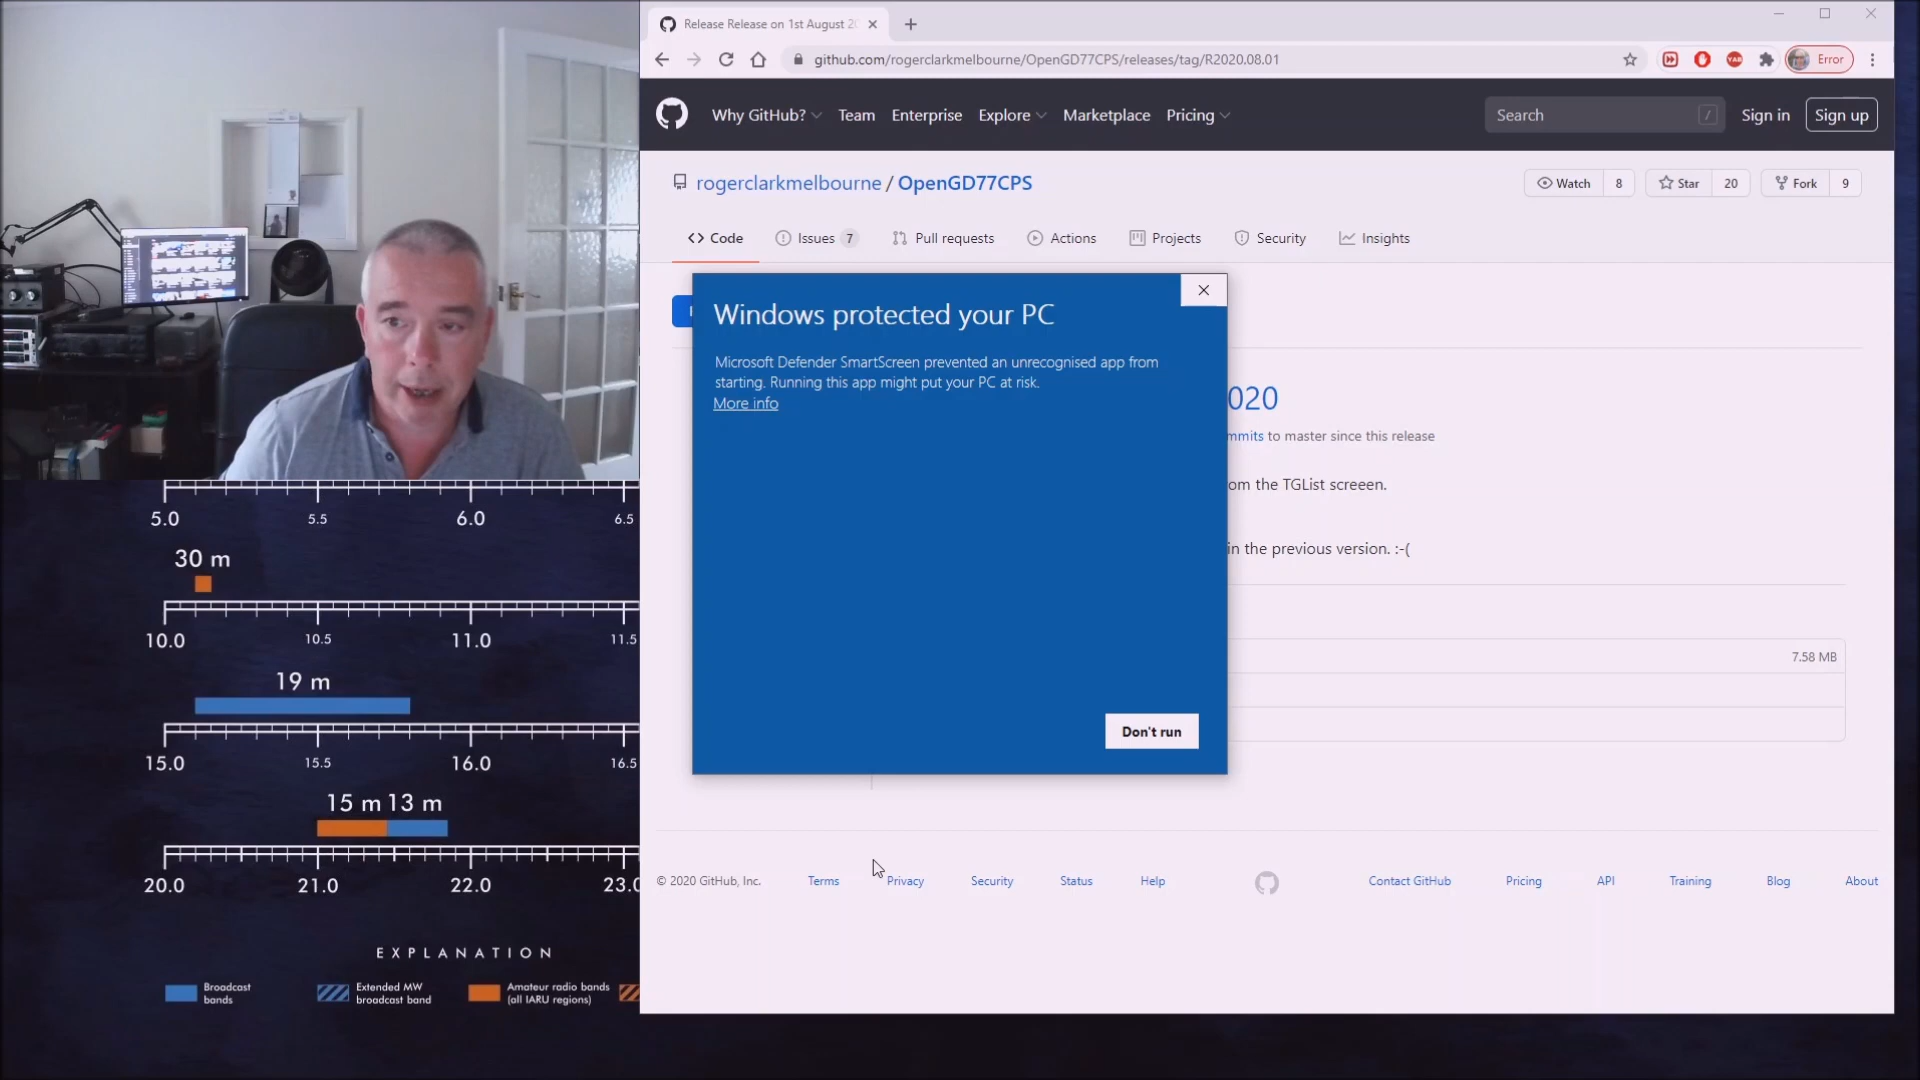 Release Release on 1st August 20
github.com/rogerclarkmelbourne/OpenGD77CPS/releases/tag/R2020.08.01
Error
Why GitHub?
Team
Enterprise
Explore
Marketplace
Pricing
Search
/
Sign in
Sign up
rogerclarkmelbourne / OpenGD77CPS
Watch 8
Star 20
Fork 9
Code
Issues 7
Pull requests
Actions
Projects
Security
Insights
Windows protected your PC
Microsoft Defender SmartScreen prevented an unrecognised app from
starting. Running this app might put your PC at risk.
More info
Don't run
020
mmits to master since this release
om the TGList screeen.
in the previous version. :-(
7.58 MB
© 2020 GitHub, Inc.
Terms
Privacy
Security
Status
Help
Contact GitHub
Pricing
API
Training
Blog
About
5.0 5.5 6.0 6.5
30 m
10.0 10.5 11.0 11.5
19 m
15.0 15.5 16.0 16.5
15 m 13 m
20.0 21.0 22.0 23.0
EXPLANATION
Broadcast
bands
Extended MW
broadcast band
Amateur radio bands
(all IARU regions)